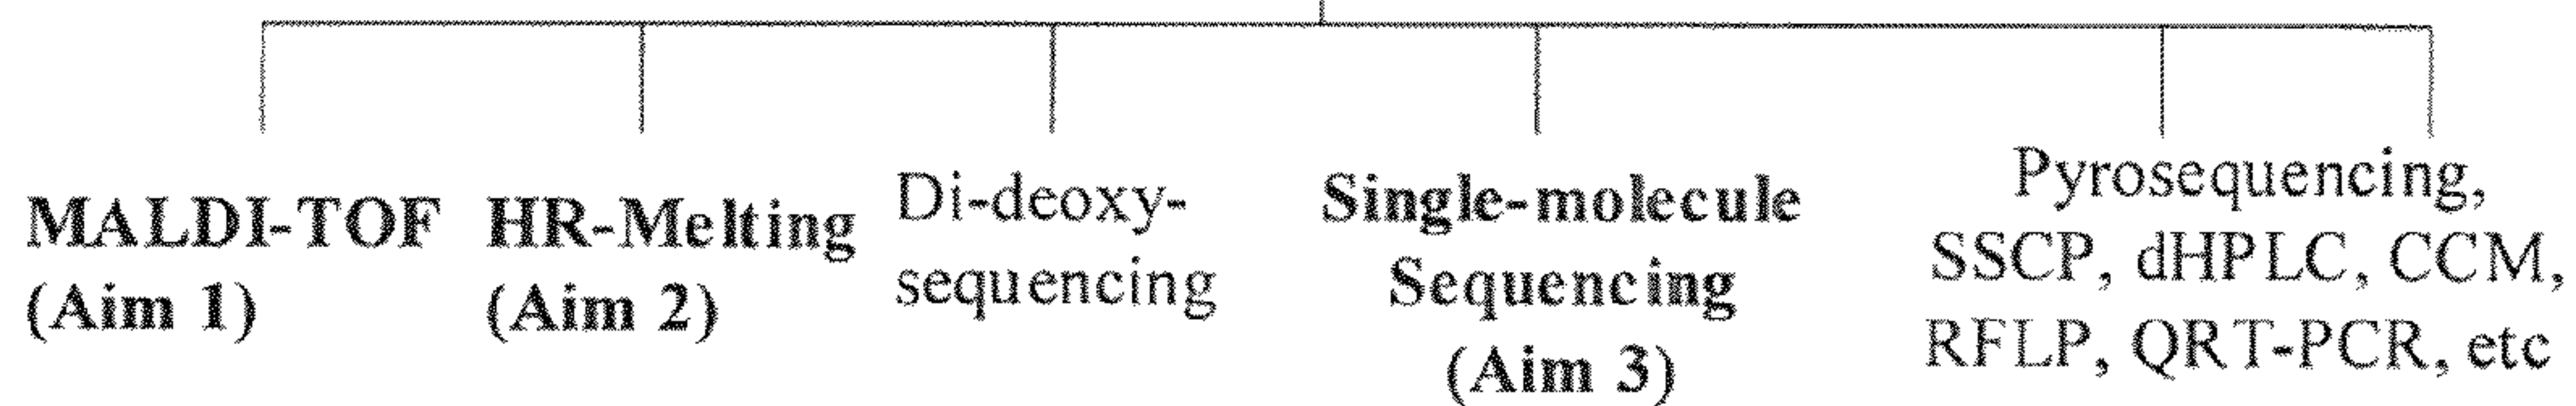 MALDI-TOF
(Aim 1)
HR-Melting
(Aim 2)
Di-deoxy-
sequencing
Single-molecule
Sequencing
(Aim 3)
Pyrosequencing,
SSCP, dHPLC, CCM,
RFLP, QRT-PCR, etc